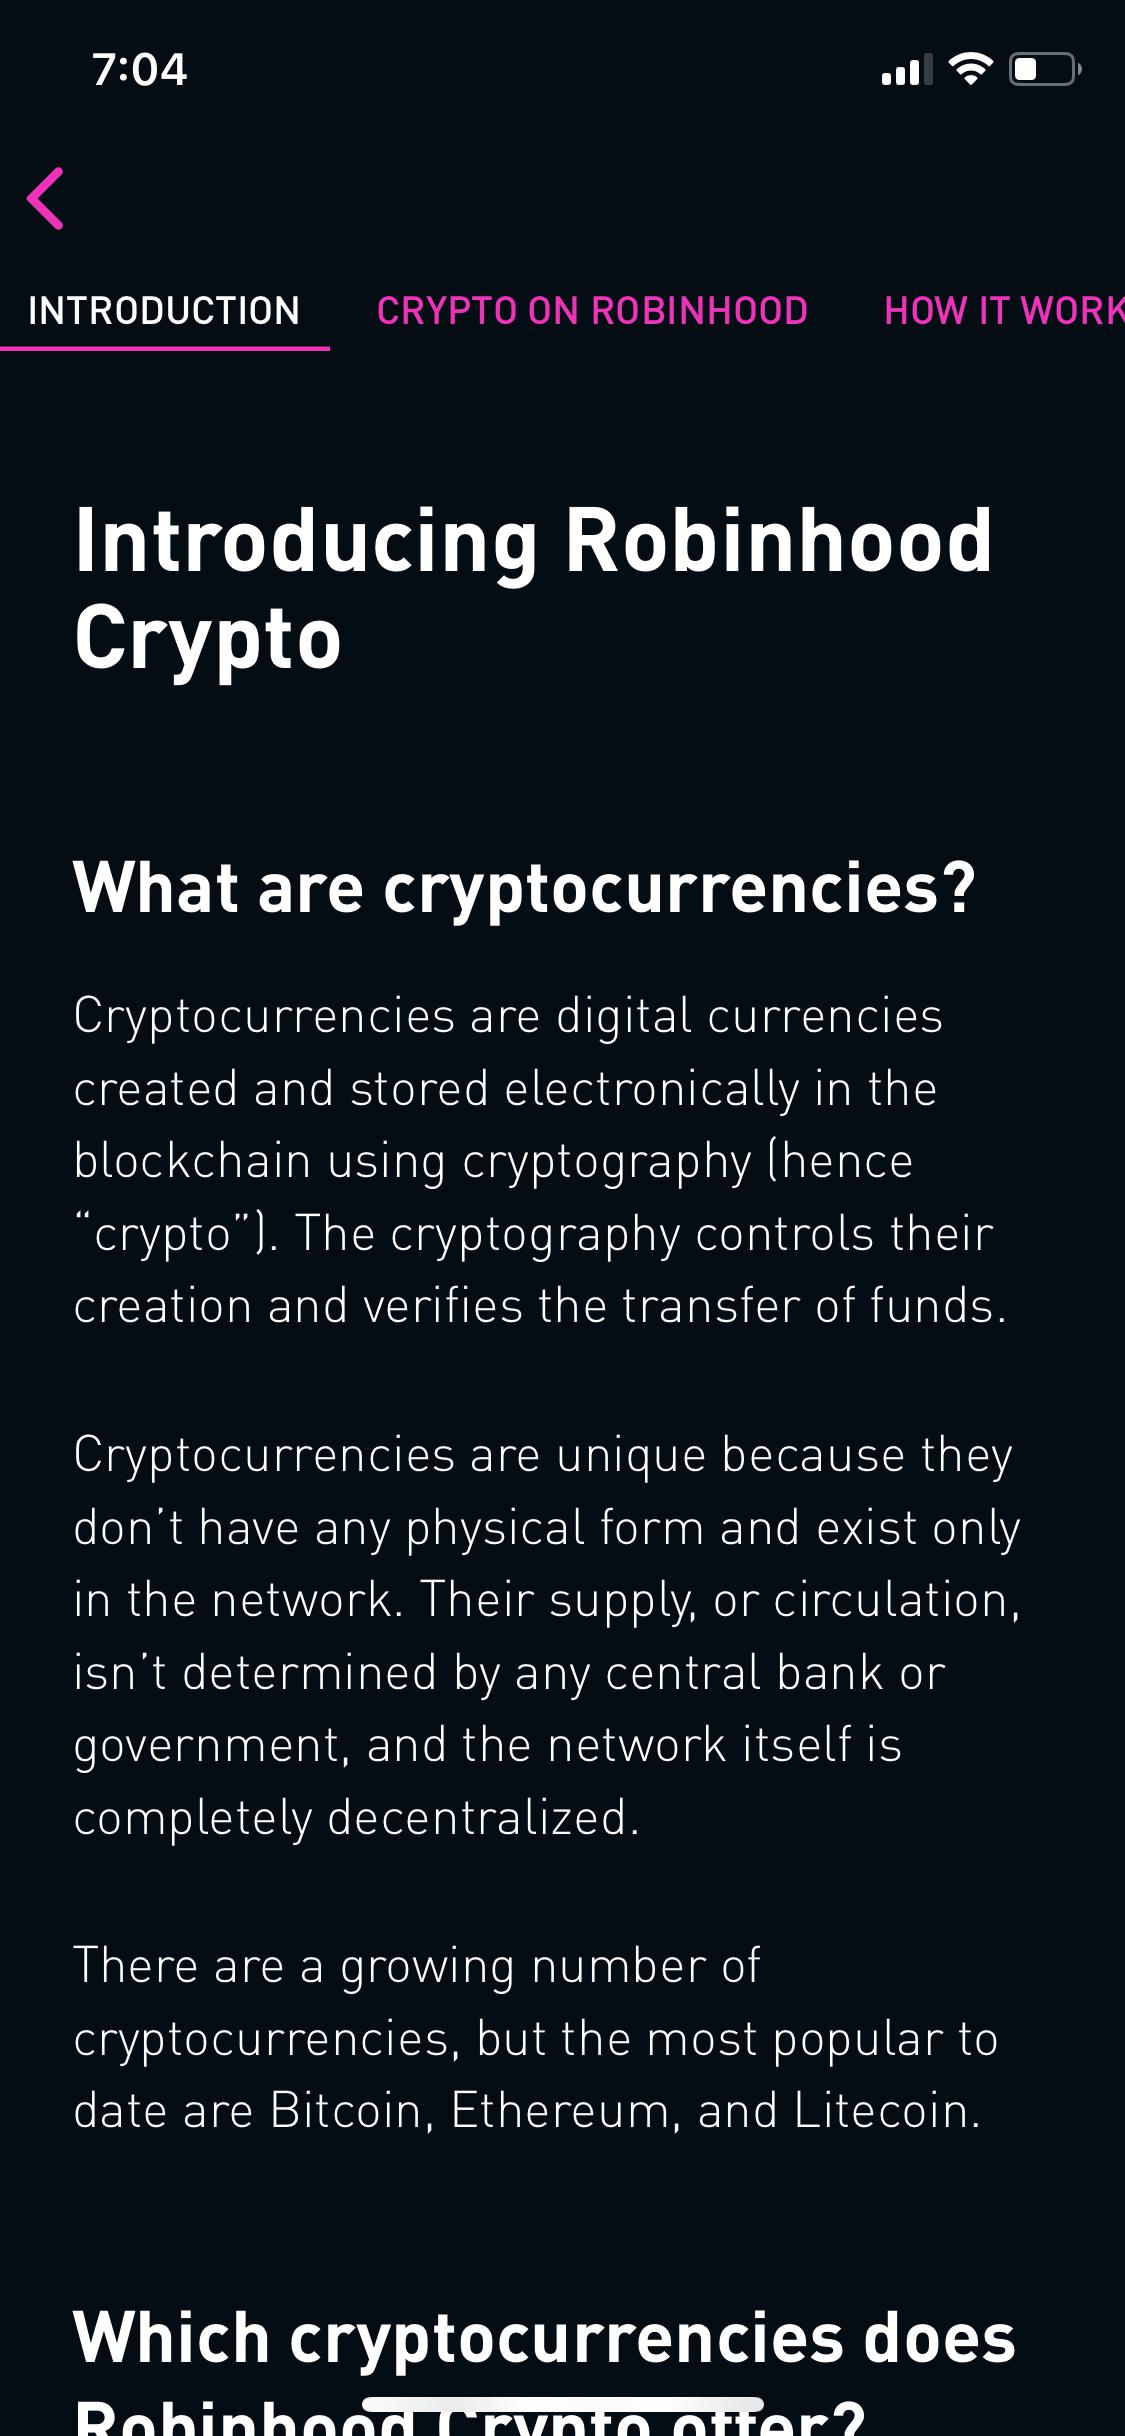 7:04
INTRODUCTION CRYPTO ON ROBINHOOD HOW IT WORK
Introducing Robinhood
Crypto
What are cryptocurrencies?
Cryptocurrencies are digital currencies
created and stored electronically in the
blockchain using cryptography (hence
“crypto”). The cryptography controls their
creation and verifies the transfer of funds.
Cryptocurrencies are unique because they
don’t have any physical form and exist only
in the network. Their supply, or circulation,
isn’t determined by any central bank or
government, and the network itself is
completely decentralized.
There are a growing number of
cryptocurrencies, but the most popular to
date are Bitcoin, Ethereum, and Litecoin.
Which cryptocurrencies does
Robinhood Crypto offer?